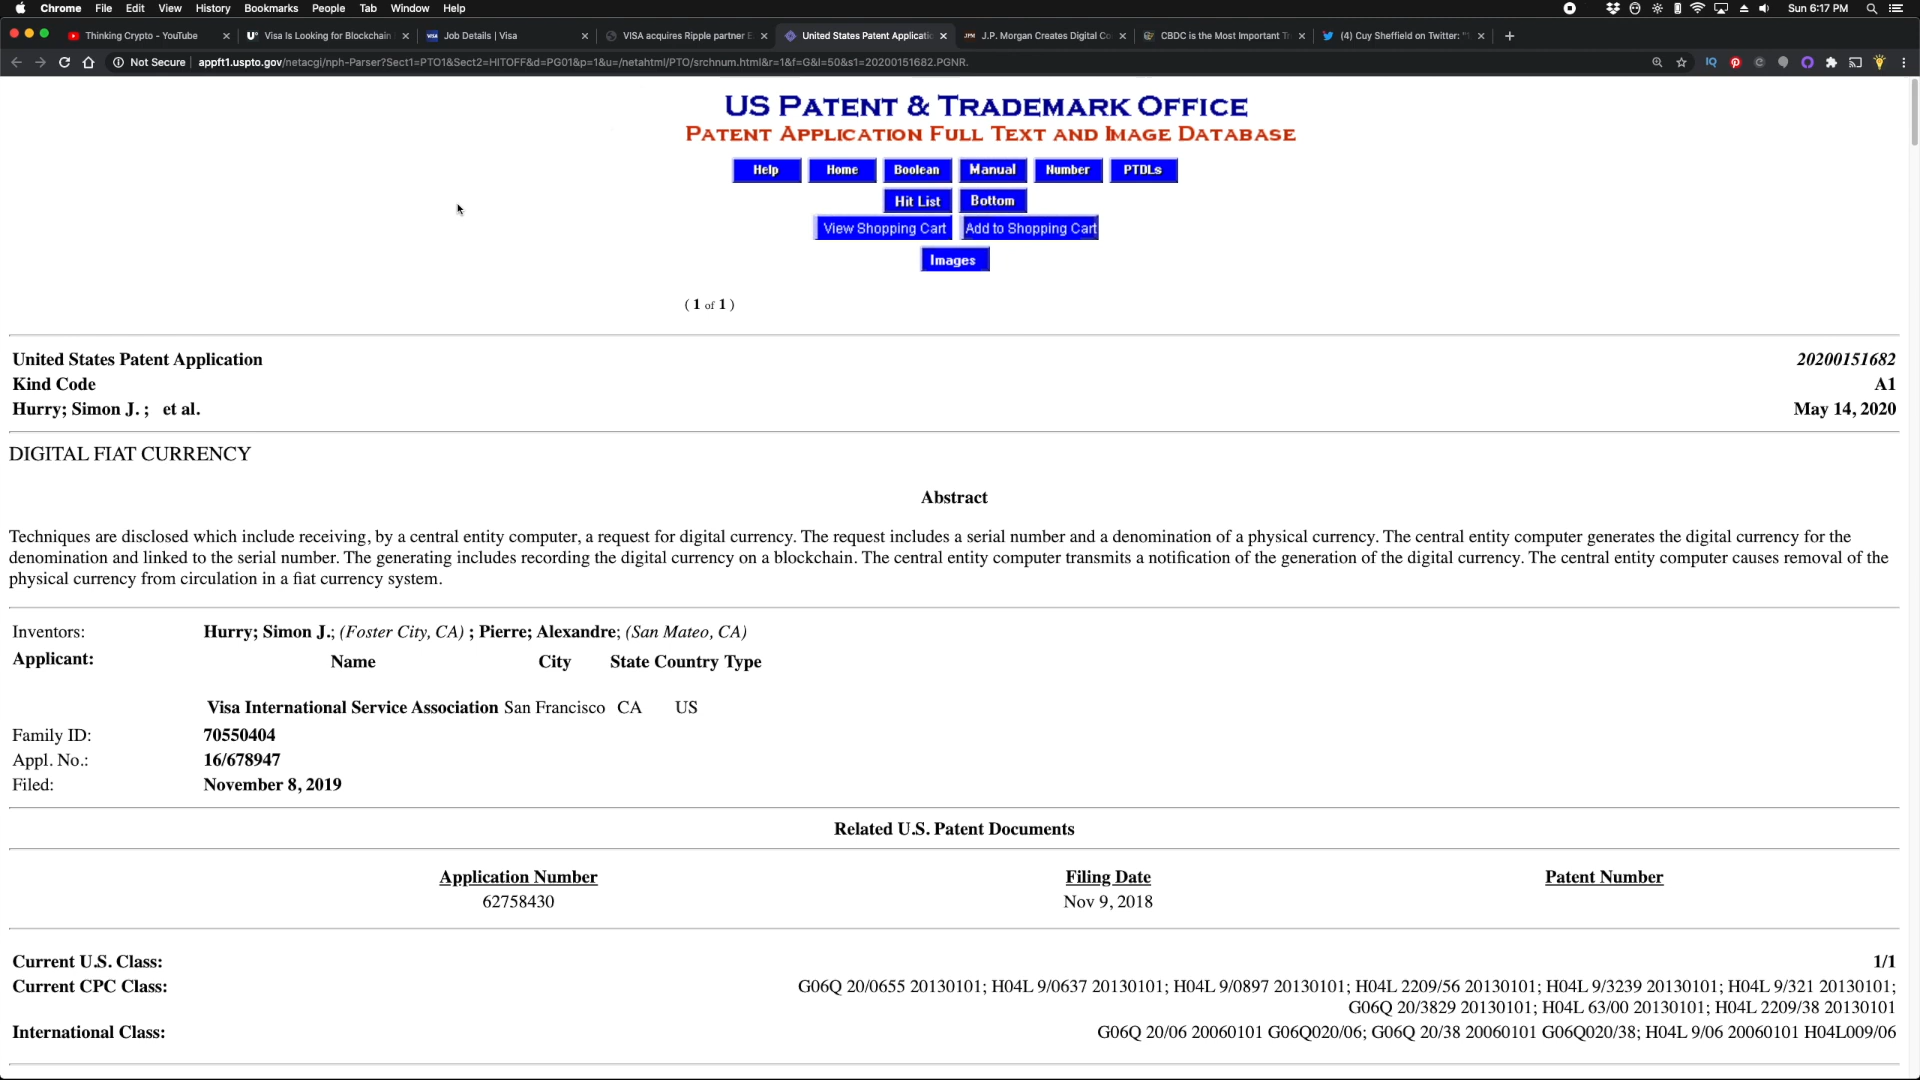 Chrome File Edit View History Bookmarks People Tab Window Help Sun 6:17 PM
Thinking Crypto - YouTube Visa Is Looking for Blockchain Job Details | Visa VISA acquires Ripple partner E United States Patent Applicatio J.P. Morgan Creates Digital Co CBDC is the Most Important T (4) Cuy Sheffield on Twitter: "
Not Secure appft1.uspto.gov/netacgi/nph-Parser?Sect1=PTO1&Sect2=HITOFF&d=PG01&p=1&u=/netahtml/PTO/srchnum.html&r=1&f=G&l=50&s1=20200151682.PGNR.
US PATENT & TRADEMARK OFFICE
PATENT APPLICATION FULL TEXT AND IMAGE DATABASE
Help Home Boolean Manual Number PTDLs
Hit List Bottom
View Shopping Cart Add to Shopping Cart
Images
( 1 of 1 )
United States Patent Application 20200151682
Kind Code A1
Hurry; Simon J. ; et al. May 14, 2020
DIGITAL FIAT CURRENCY
Abstract
Techniques are disclosed which include receiving, by a central entity computer, a request for digital currency. The request includes a serial number and a denomination of a physical currency. The central entity computer generates the digital currency for the
denomination and linked to the serial number. The generating includes recording the digital currency on a blockchain. The central entity computer transmits a notification of the generation of the digital currency. The central entity computer causes removal of the
physical currency from circulation in a fiat currency system.
Inventors: Hurry; Simon J.; (Foster City, CA) ; Pierre; Alexandre; (San Mateo, CA)
Applicant: Name City State Country Type
Visa International Service Association San Francisco CA US
Family ID: 70550404
Appl. No.: 16/678947
Filed: November 8, 2019
Related U.S. Patent Documents
Application Number Filing Date Patent Number
62758430 Nov 9, 2018
Current U.S. Class: 1/1
Current CPC Class: G06Q 20/0655 20130101; H04L 9/0637 20130101; H04L 9/0897 20130101; H04L 2209/56 20130101; H04L 9/3239 20130101; H04L 9/321 20130101;
G06Q 20/3829 20130101; H04L 63/00 20130101; H04L 2209/38 20130101
International Class: G06Q 20/06 20060101 G06Q020/06; G06Q 20/38 20060101 G06Q020/38; H04L 9/06 20060101 H04L009/06